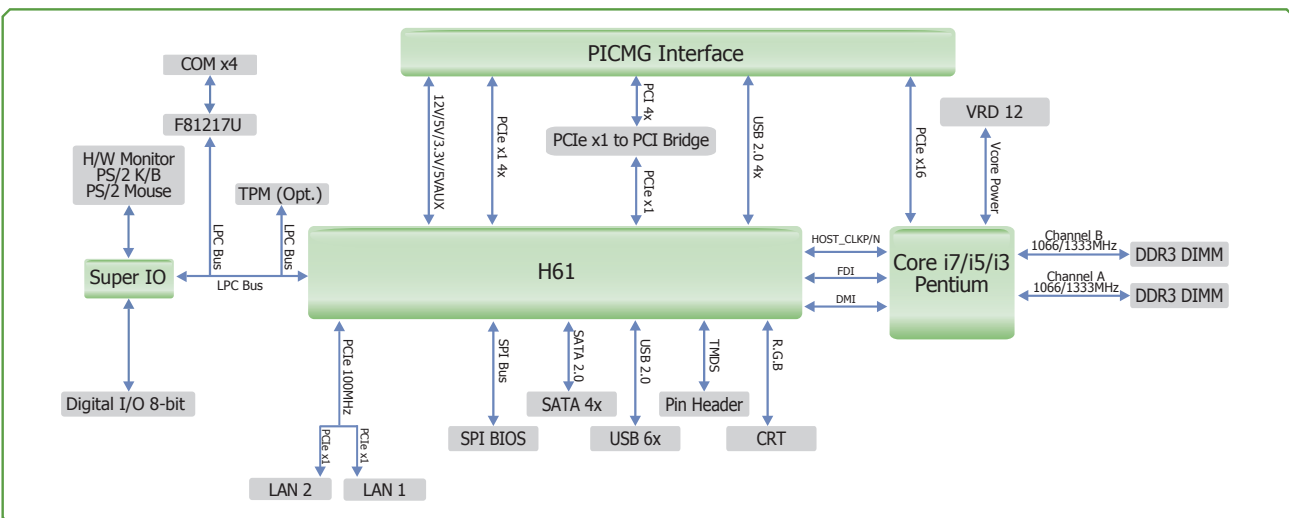 PICMG Interface
COM x4
F81217U
H/W Monitor
PS/2 K/B
PS/2 Mouse
TPM (Opt.)
LPC Bus
LPC Bus
LPC Bus
Super IO
Digital I/O 8-bit
12V/5V/3.3V/5VAUX
PCIe x1 4x
PCI 4x
PCIe x1 to PCI Bridge
PCIe x1
USB 2.0 4x
PCIe x16
VRD 12
Vcore Power
H61
HOST_CLKP/N
FDI
DMI
Core i7/i5/i3
Pentium
Channel B
1066/1333MHz
DDR3 DIMM
Channel A
1066/1333MHz
DDR3 DIMM
PCIe 100MHz
PCIe x1
PCIe x1
LAN 2
LAN 1
SPI Bus
SPI BIOS
SATA 2.0
SATA 4x
USB 2.0
USB 6x
TMDS
Pin Header
R.G.B
CRT